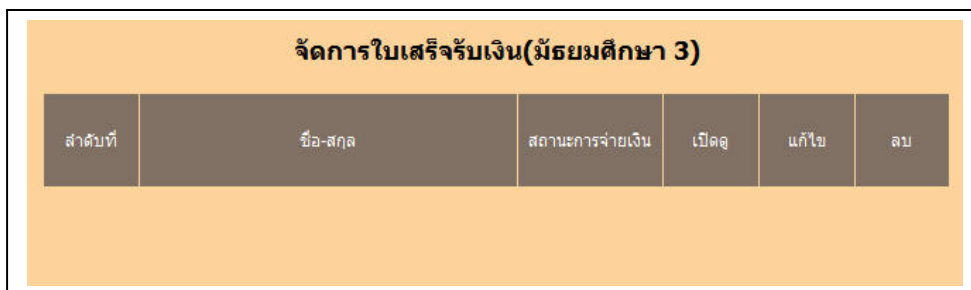 จัดการใบเสร็จรับเงิน(มัธยมศึกษา 3)
ลำดับที่ ชื่อ-สกุล สถานะการจ่ายเงิน เปิดดู แก้ไข ลบ